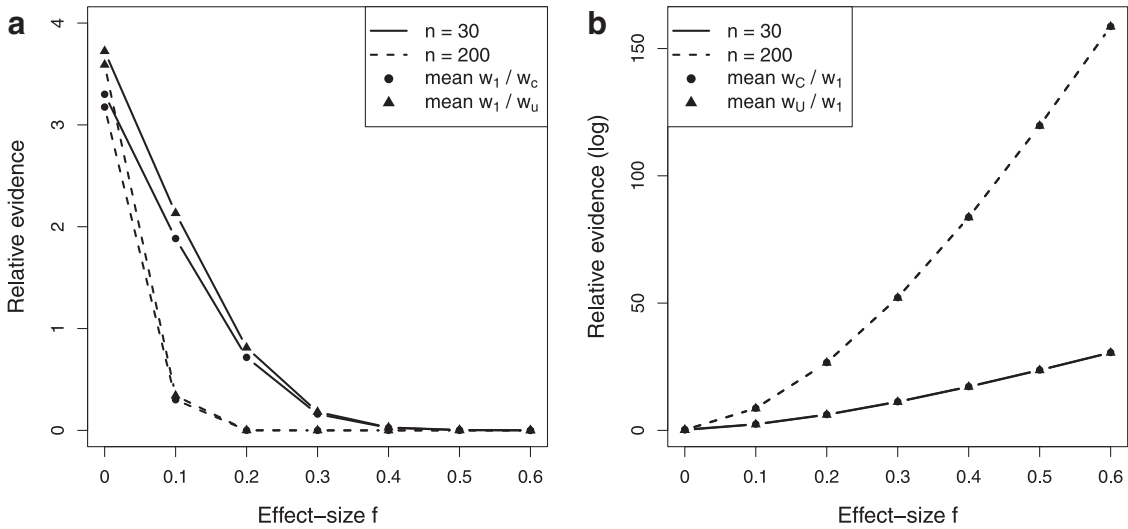 a
Relative evidence
4
3
2
1
0
0 0.1 0.2 0.3 0.4 0.5 0.6
Effect−size f
n = 30
n = 200
mean w1 / wc
mean w1 / wu
b
Relative evidence (log)
150
100
50
0
0 0.1 0.2 0.3 0.4 0.5 0.6
Effect−size f
n = 30
n = 200
mean wC / w1
mean wU / w1